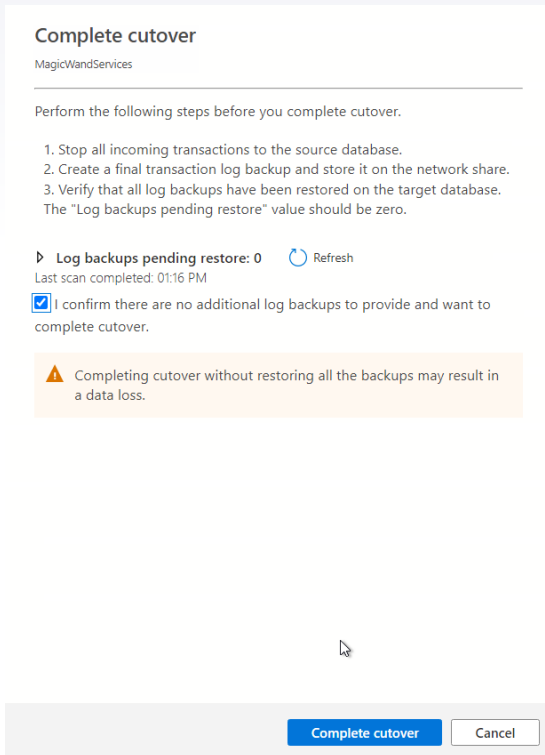 Complete cutover
MagicWandServices
Perform the following steps before you complete cutover.
1. Stop all incoming transactions to the source database.
2. Create a final transaction log backup and store it on the network share.
3. Verify that all log backups have been restored on the target database.
The "Log backups pending restore" value should be zero.
Log backups pending restore: 0 Refresh
Last scan completed: 01:16 PM
I confirm there are no additional log backups to provide and want to
complete cutover.
Completing cutover without restoring all the backups may result in
a data loss.
Complete cutover Cancel